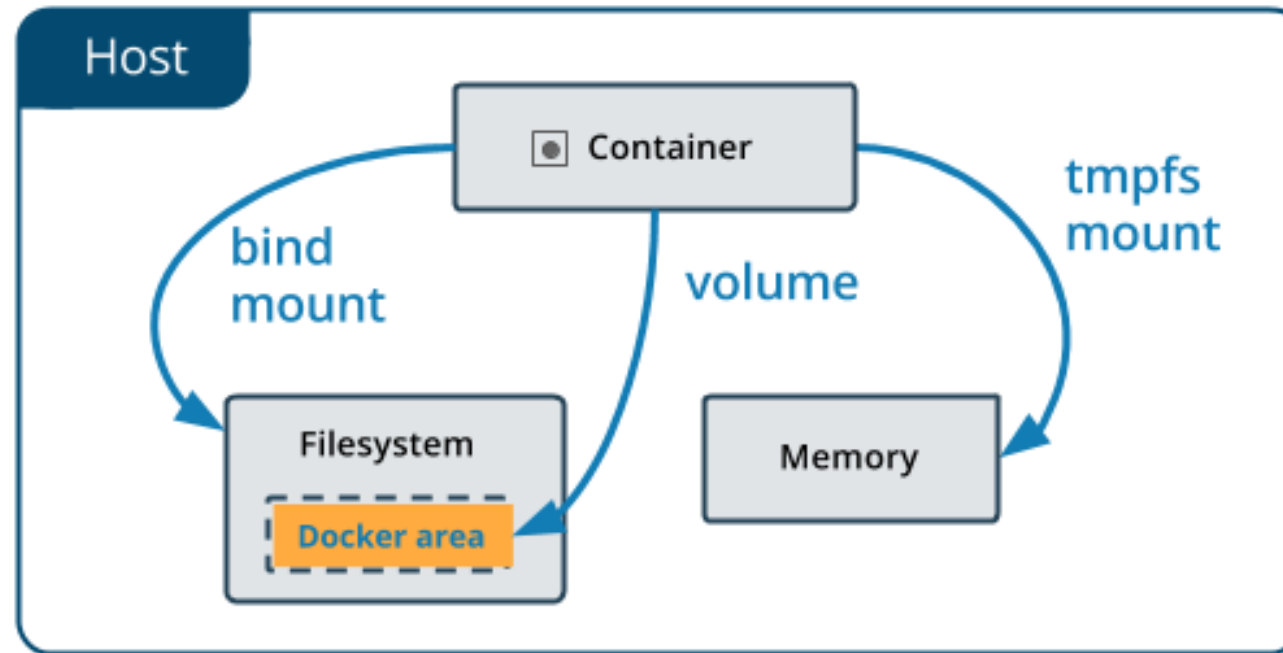 Host
Container
tmpfs
mount
bind
mount
volume
Filesystem
Memory
Docker area